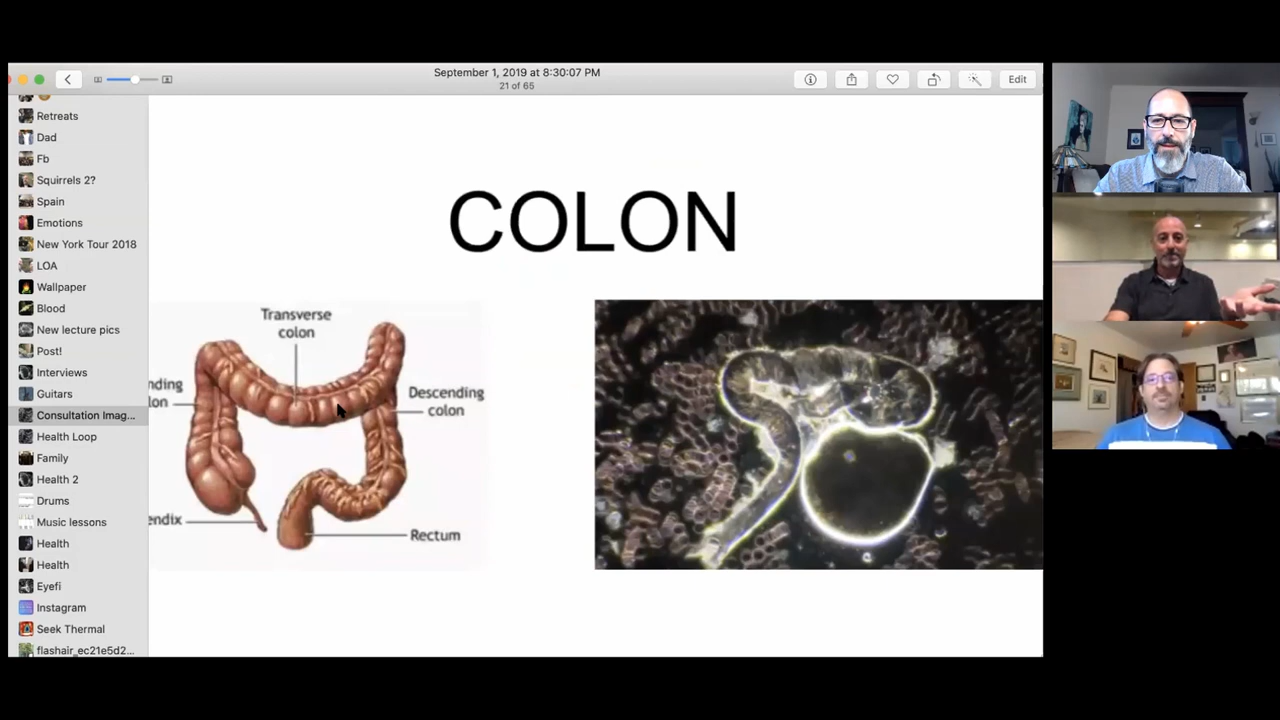 September 1, 2019 at 8:30:07 PM
21 of 65
Edit
Retreats
Dad
Fb
Squirrels 2?
Spain
Emotions
New York Tour 2018
LOA
Wallpaper
Blood
New lecture pics
Post!
Interviews
Guitars
Consultation Imag...
Health Loop
Family
Health 2
Drums
Music lessons
Health
Health
Eyefi
Instagram
Seek Thermal
flashair_ec21e5d2...
COLON
Transverse
colon
nding
lon
Descending
colon
endix
Rectum